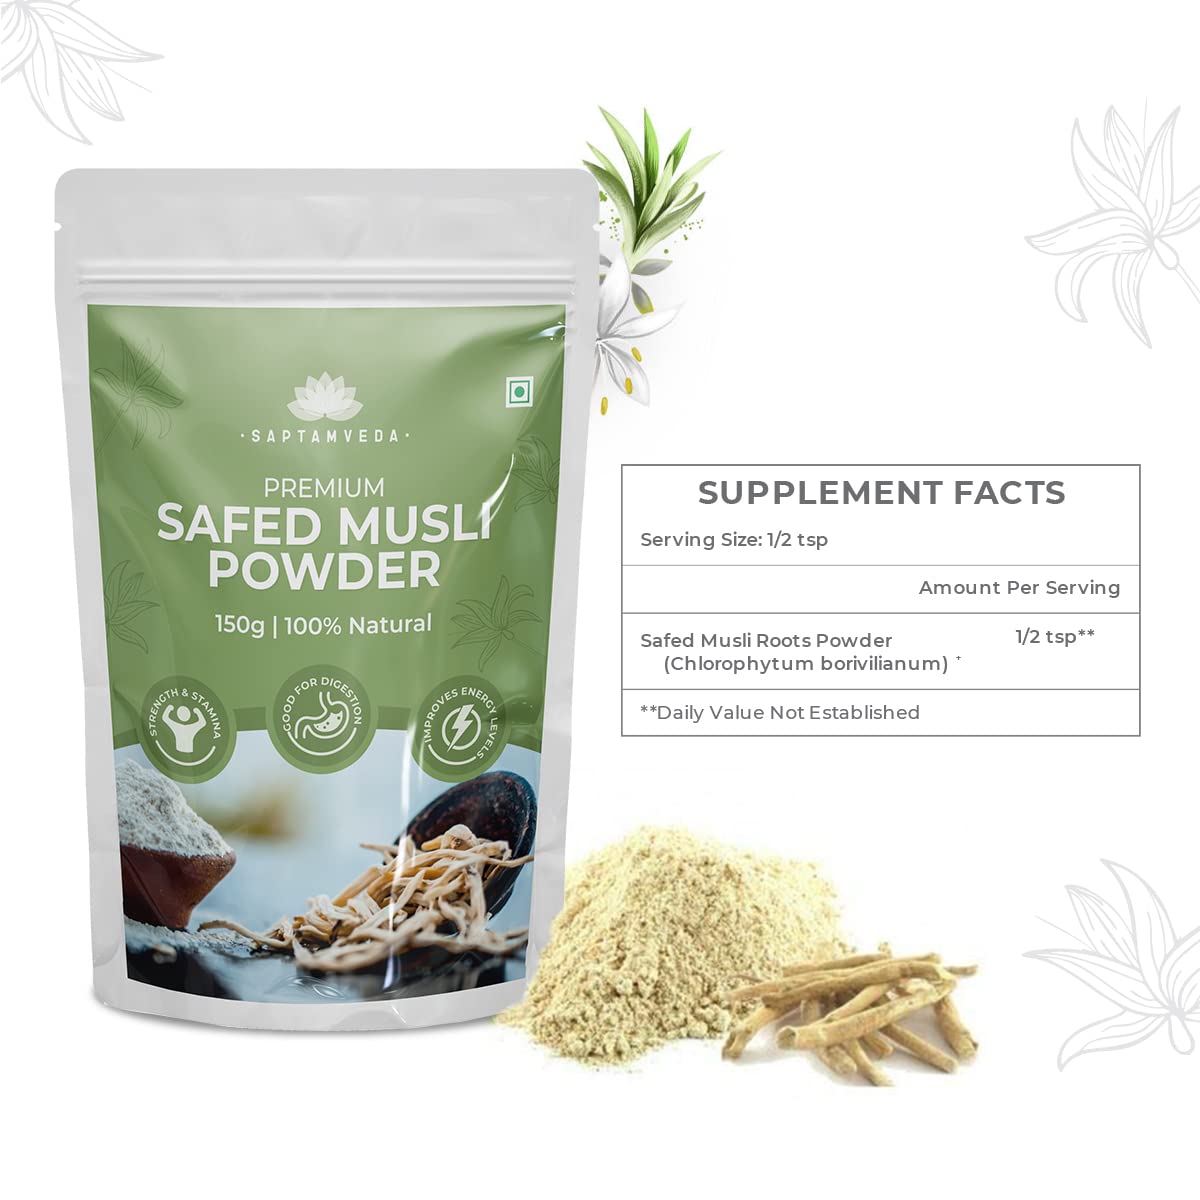 · SAPTAMVEDA ·
PREMIUM
SAFED MUSLI
POWDER
150g | 100% Natural
STRENGTH & STAMINA
GOOD FOR DIGESTION
IMPROVES ENERGY LEVELS
SUPPLEMENT FACTS
Serving Size: 1/2 tsp
Amount Per Serving
Safed Musli Roots Powder 1/2 tsp**
(Chlorophytum borivilianum) +
**Daily Value Not Established